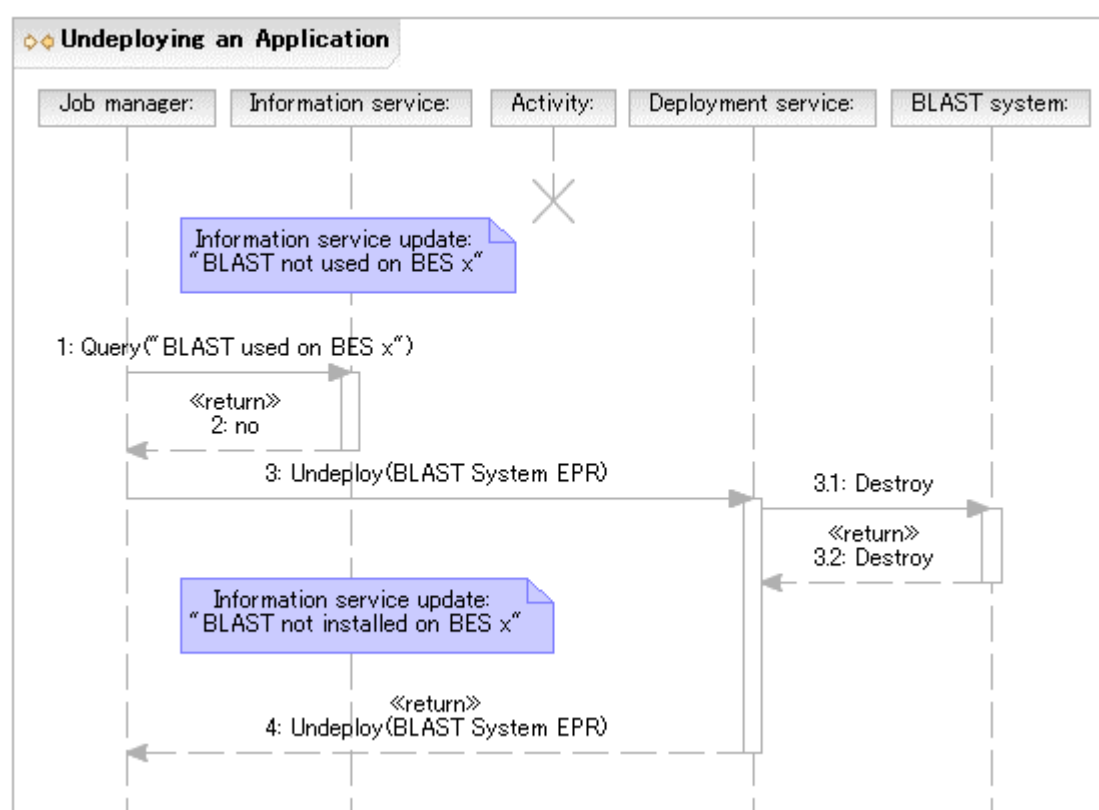 Undeploying an Application
Job manager:
Information service:
Activity:
Deployment service:
BLAST system:
Information service update:
"BLAST not used on BES x"
1: Query("BLAST used on BES x")
«return»
2: no
3: Undeploy(BLAST System EPR)
3.1: Destroy
«return»
3.2: Destroy
Information service update:
"BLAST not installed on BES x"
«return»
4: Undeploy(BLAST System EPR)